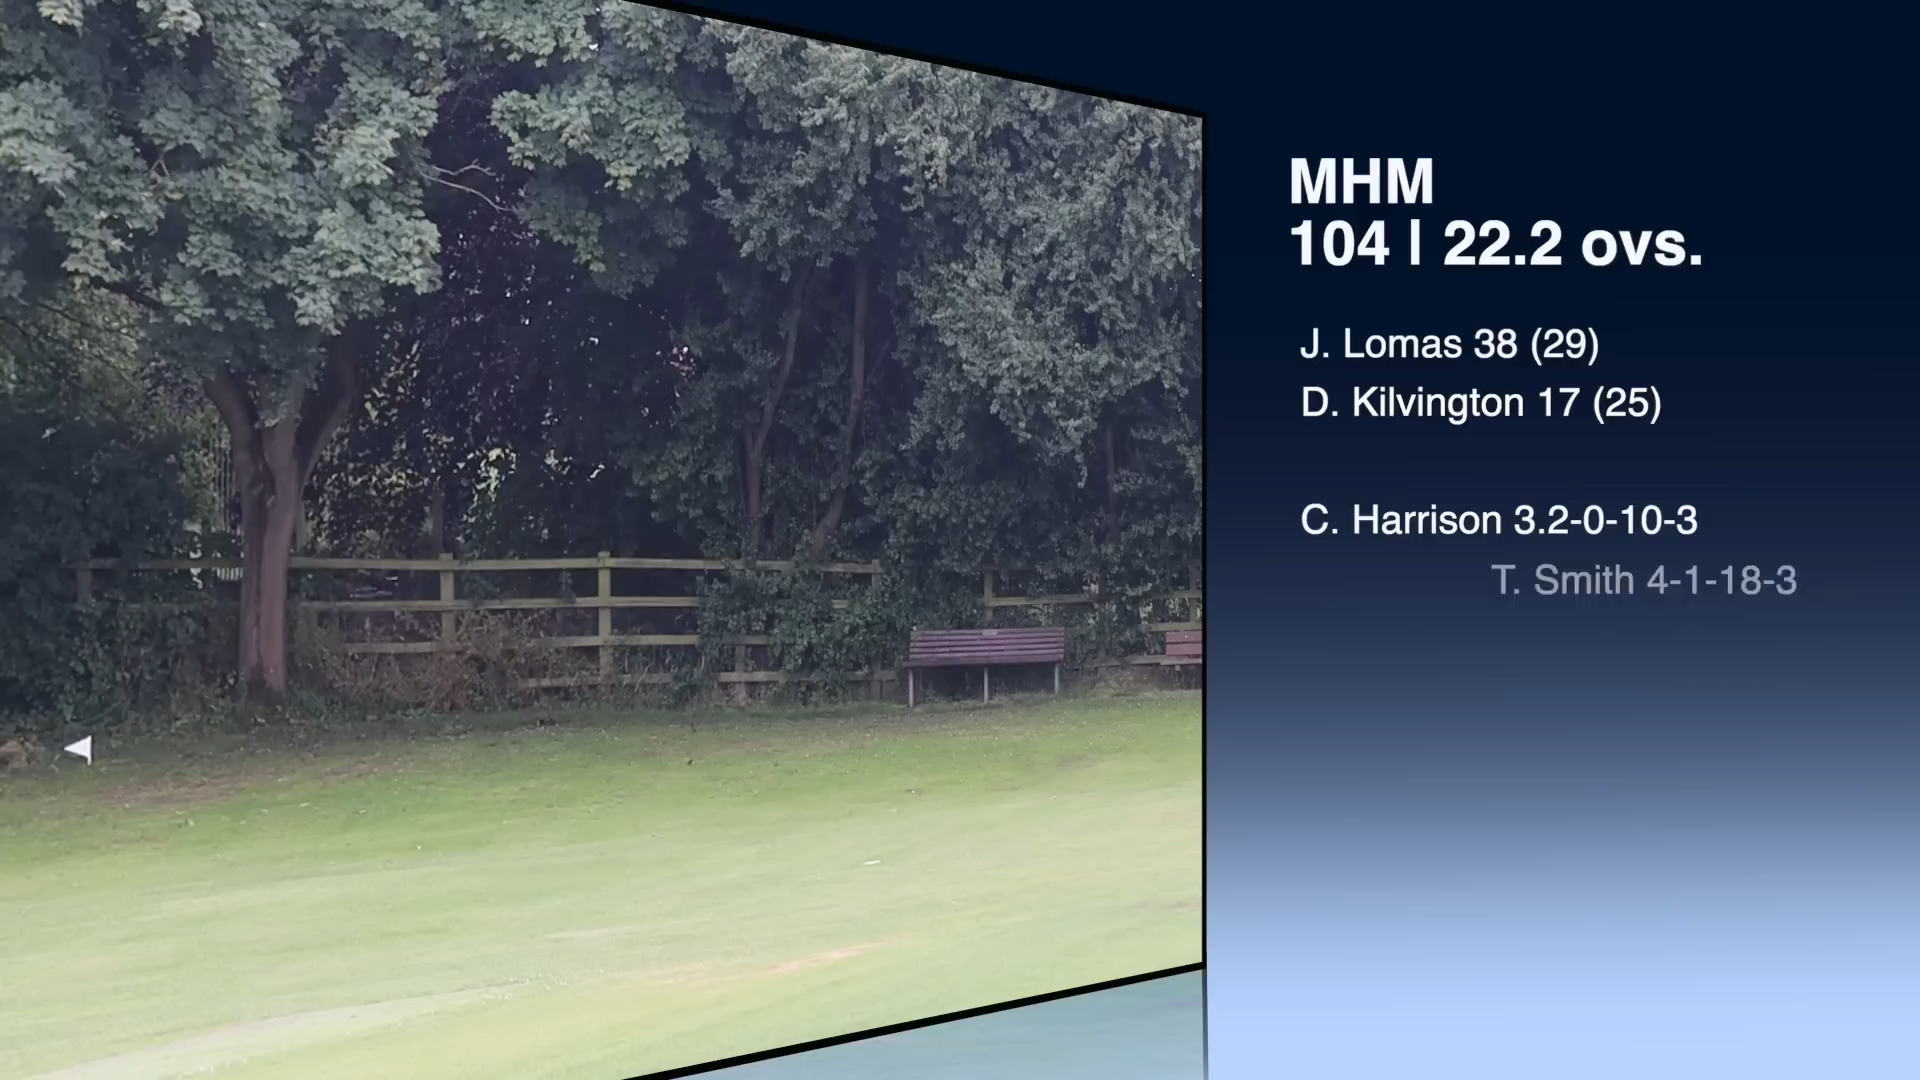 MHM
104 | 22.2 ovs.
J. Lomas 38 (29)
D. Kilvington 17 (25)
C. Harrison 3.2-0-10-3
T. Smith 4-1-18-3